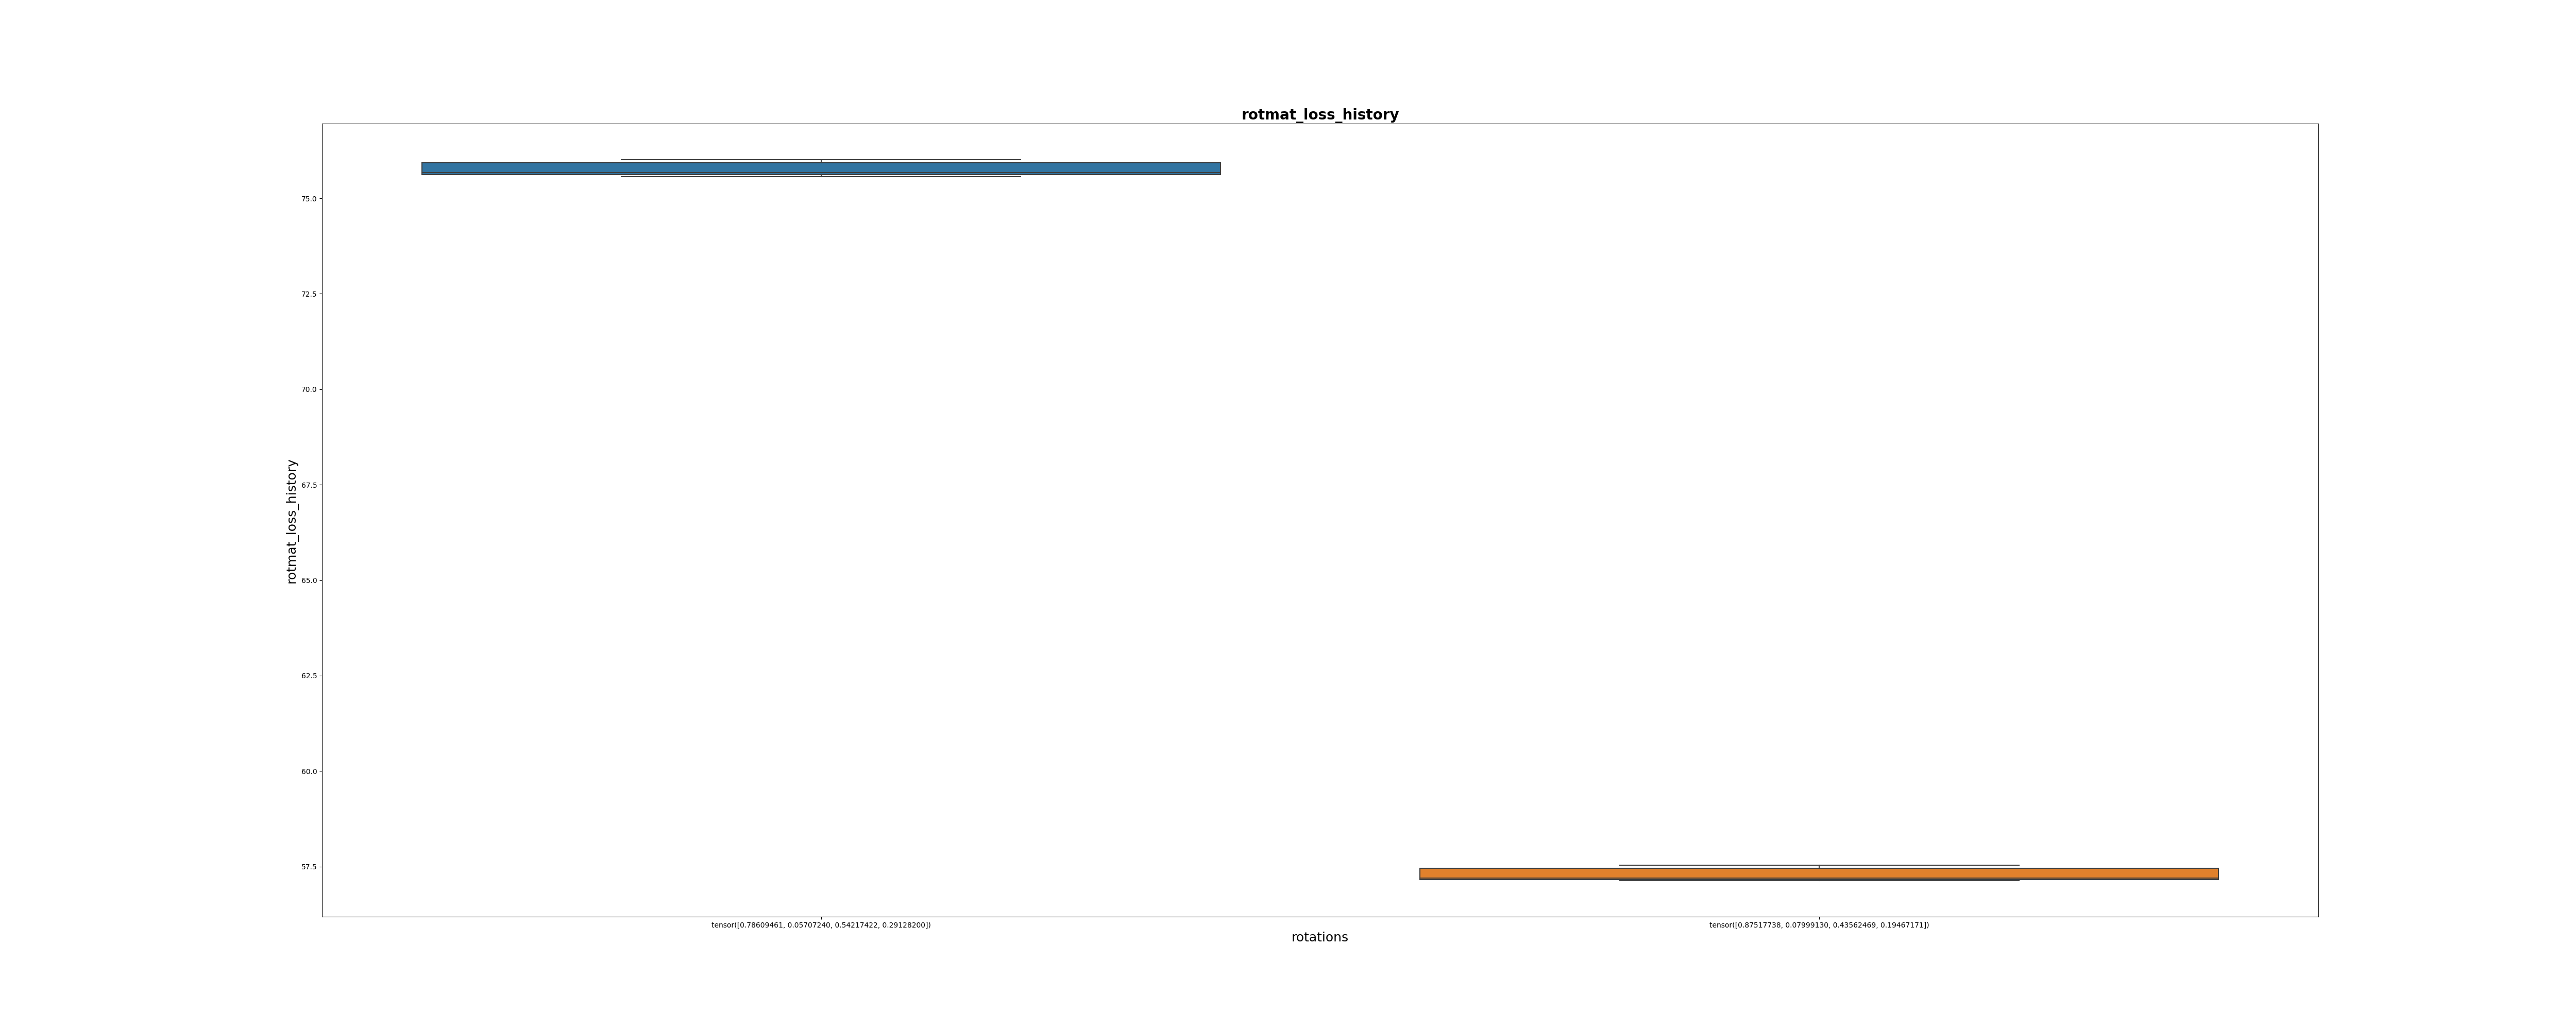 rotmat_loss_history
rotmat_loss_history
75.0
72.5
70.0
67.5
65.0
62.5
60.0
57.5
tensor([0.78609461, 0.05707240, 0.54217422, 0.29128200])
tensor([0.87517738, 0.07999130, 0.43562469, 0.19467171])
rotations